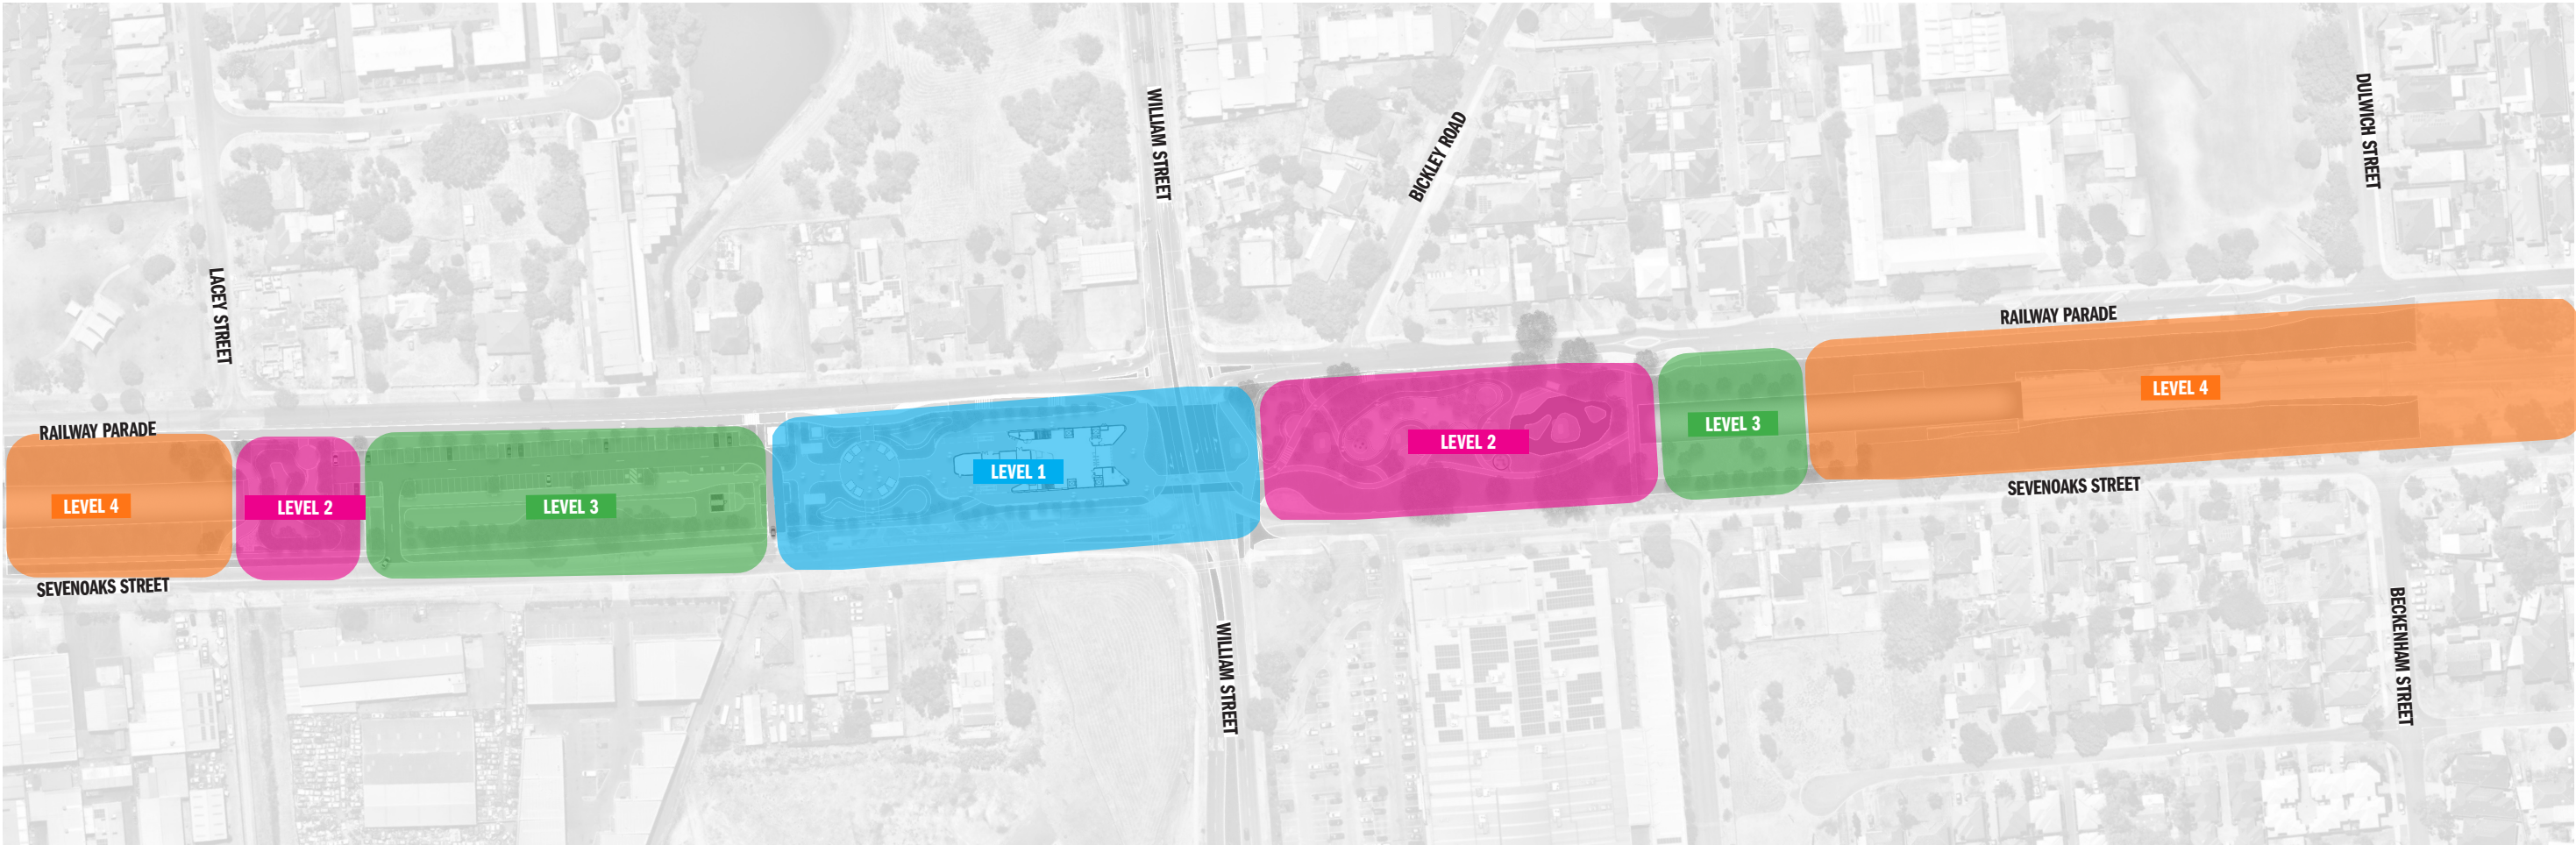 WILLIAM STREET
BICKLEY ROAD
DULWICH STREET
LACEY STREET
RAILWAY PARADE
RAILWAY PARADE
LEVEL 4
LEVEL 2
LEVEL 3
LEVEL 1
LEVEL 2
LEVEL 3
LEVEL 4
SEVENOAKS STREET
SEVENOAKS STREET
WILLIAM STREET
BECKENHAM STREET